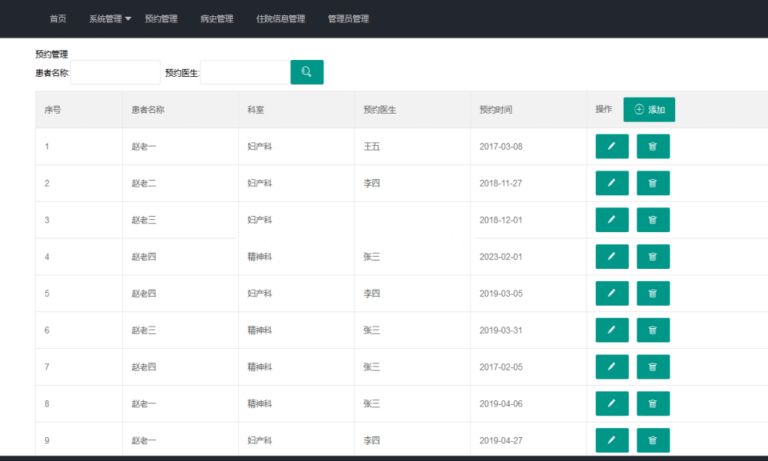 首页 系统管理 预约管理 病史管理 住院信息管理 管理员管理
预约管理
患者名称: 预约医生:
序号 患者名称 科室 预约医生 预约时间 操作 添加
1 赵老一 妇产科 王五 2017-03-08
2 赵老二 妇产科 李四 2018-11-27
3 赵老三 妇产科 2018-12-01
4 赵老四 精神科 张三 2023-02-01
5 赵老四 妇产科 李四 2019-03-05
6 赵老三 精神科 张三 2019-03-31
7 赵老四 精神科 张三 2017-02-05
8 赵老一 精神科 张三 2019-04-06
9 赵老一 妇产科 李四 2019-04-27